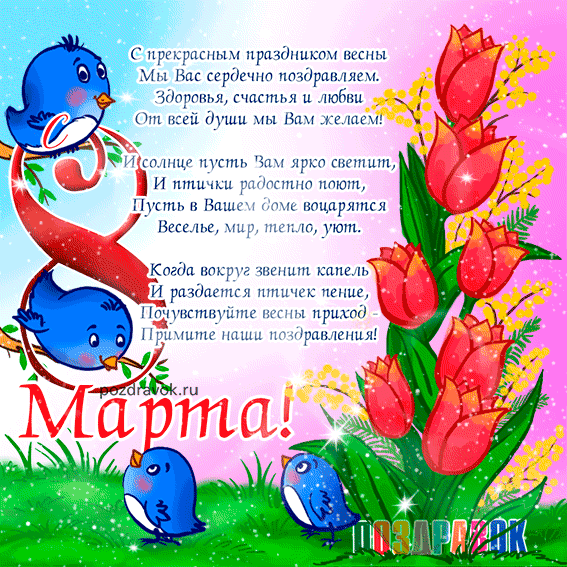 С прекрасным праздником весны
Мы Вас сердечно поздравляем.
Здоровья, счастья и любви
От всей души мы Вам желаем!
И солнце пусть Вам ярко светит,
И птички радостно поют,
Пусть в Вашем доме воцарятся
Веселье, мир, тепло, уют.
Когда вокруг звенит капель
И раздается птичек пение,
Почувствуйте весны приход -
Примите наши поздравления!
С 8
pozdravok.ru
Марта!
ПОЗДРАВОК